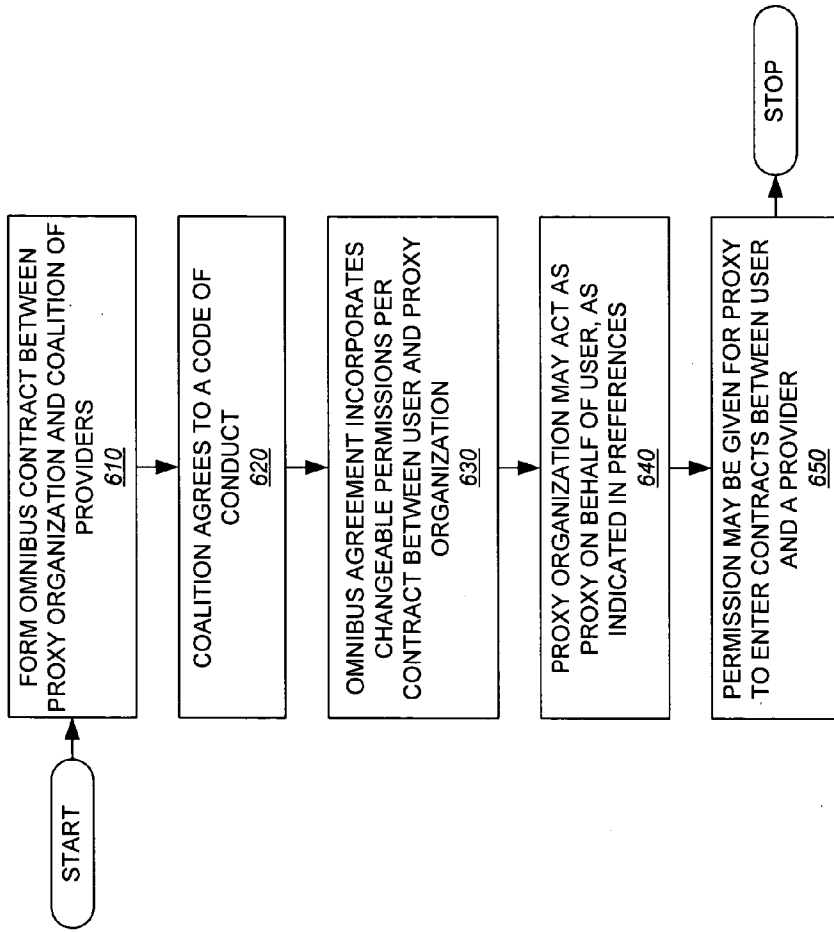 START
FORM OMNIBUS CONTRACT BETWEEN
PROXY ORGANIZATION AND COALITION OF
PROVIDERS
610
COALITION AGREES TO A CODE OF
CONDUCT
620
OMNIBUS AGREEMENT INCORPORATES
CHANGEABLE PERMISSIONS PER
CONTRACT BETWEEN USER AND PROXY
ORGANIZATION
630
PROXY ORGANIZATION MAY ACT AS
PROXY ON BEHALF OF USER, AS
INDICATED IN PREFERENCES
640
PERMISSION MAY BE GIVEN FOR PROXY
TO ENTER CONTRACTS BETWEEN USER
AND A PROVIDER
650
STOP